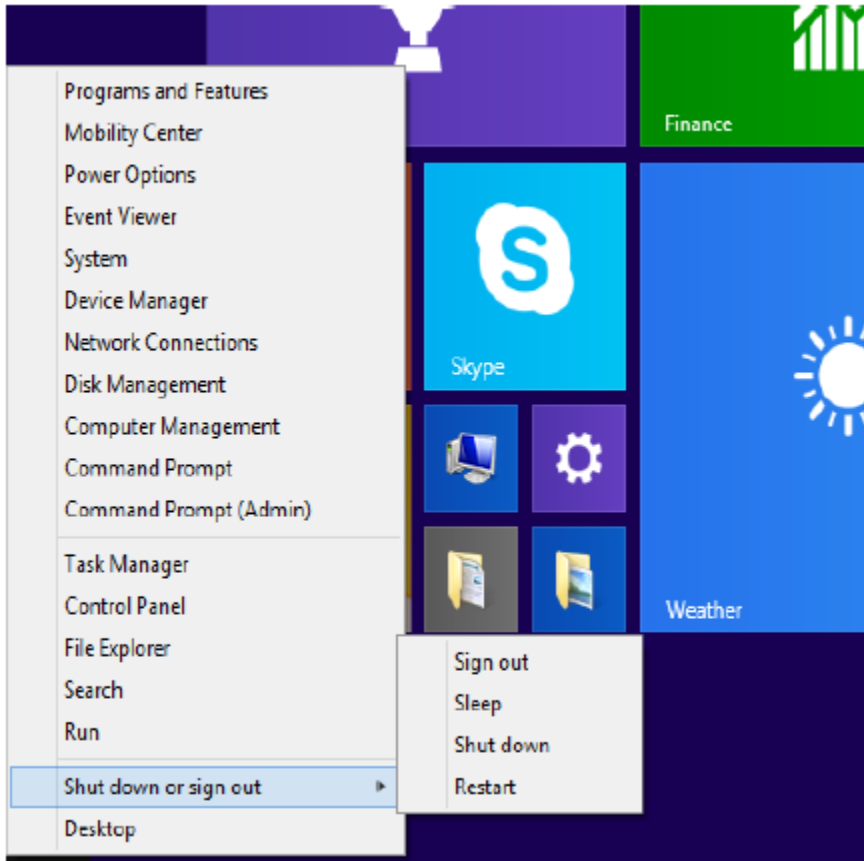 Programs and Features
Mobility Center
Power Options
Event Viewer
System
Device Manager
Network Connections
Disk Management
Computer Management
Command Prompt
Command Prompt (Admin)
Task Manager
Control Panel
File Explorer
Search
Run
Shut down or sign out
Desktop
Sign out
Sleep
Shut down
Restart
Finance
Skype
Weather